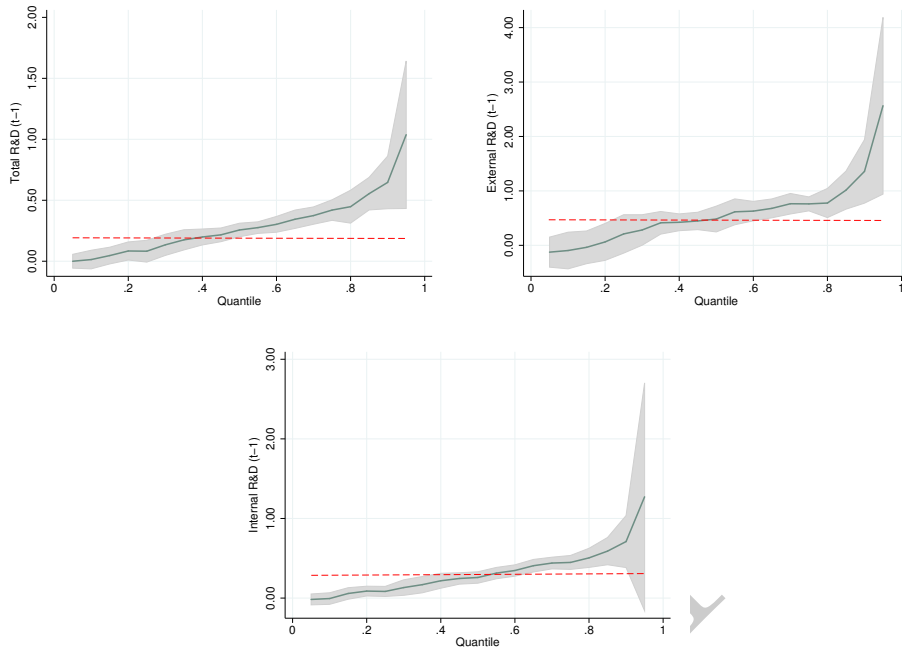 Total R&D (t−1)
2.00
1.50
1.00
0.50
0.00
0 .2 .4 .6 .8 1
Quantile
External R&D (t−1)
4.00
3.00
2.00
1.00
0.00
0 .2 .4 .6 .8 1
Quantile
Internal R&D (t−1)
3.00
2.00
1.00
0.00
0 .2 .4 .6 .8 1
Quantile